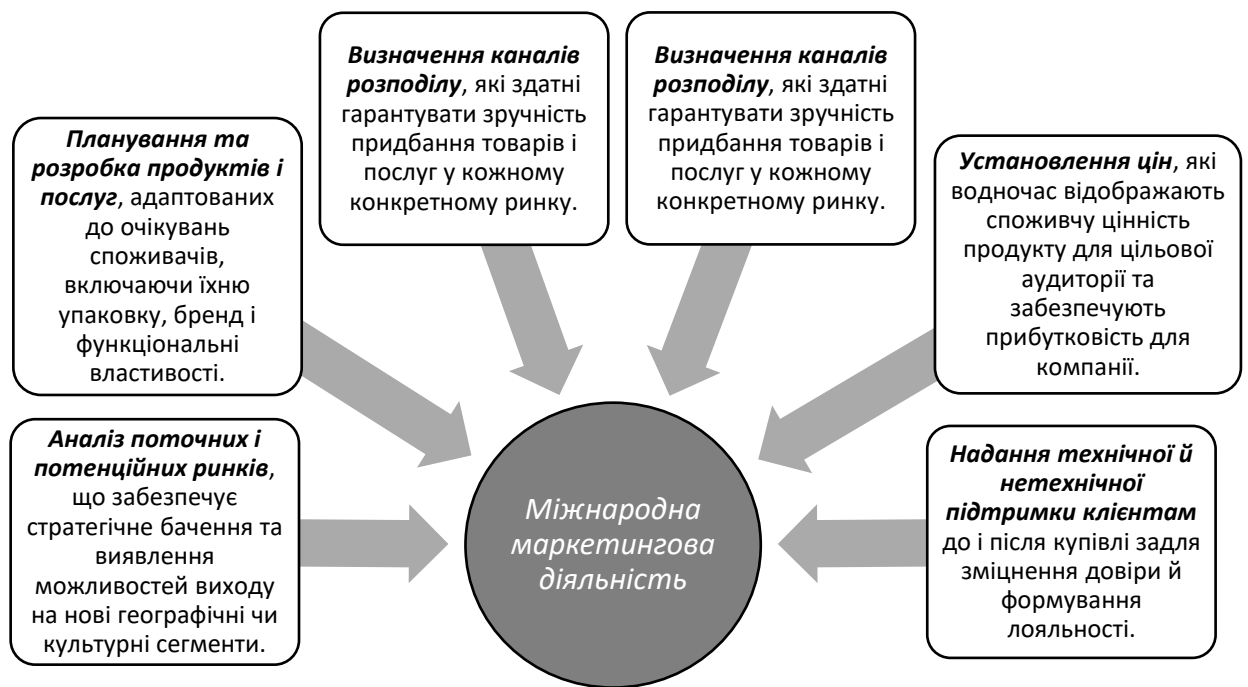 Визначення каналів
розподілу, які здатні
гарантувати зручність
придбання товарів і
послуг у кожному
конкретному ринку.
Визначення каналів
розподілу, які здатні
гарантувати зручність
придбання товарів і
послуг у кожному
конкретному ринку.
Планування та
розробка продуктів і
послуг, адаптованих
до очікувань
споживачів,
включаючи їхню
упаковку, бренд і
функціональні
властивості.
Установлення цін, які
водночас відображають
споживчу цінність
продукту для цільової
аудиторії та
забезпечують
прибутковість для
компанії.
Аналіз поточних і
потенційних ринків,
що забезпечує
стратегічне бачення та
виявлення
можливостей виходу
на нові географічні чи
культурні сегменти.
Міжнародна
маркетингова
діяльність
Надання технічної й
нетехнічної
підтримки клієнтам
до і після купівлі задля
зміцнення довіри й
формування
лояльності.